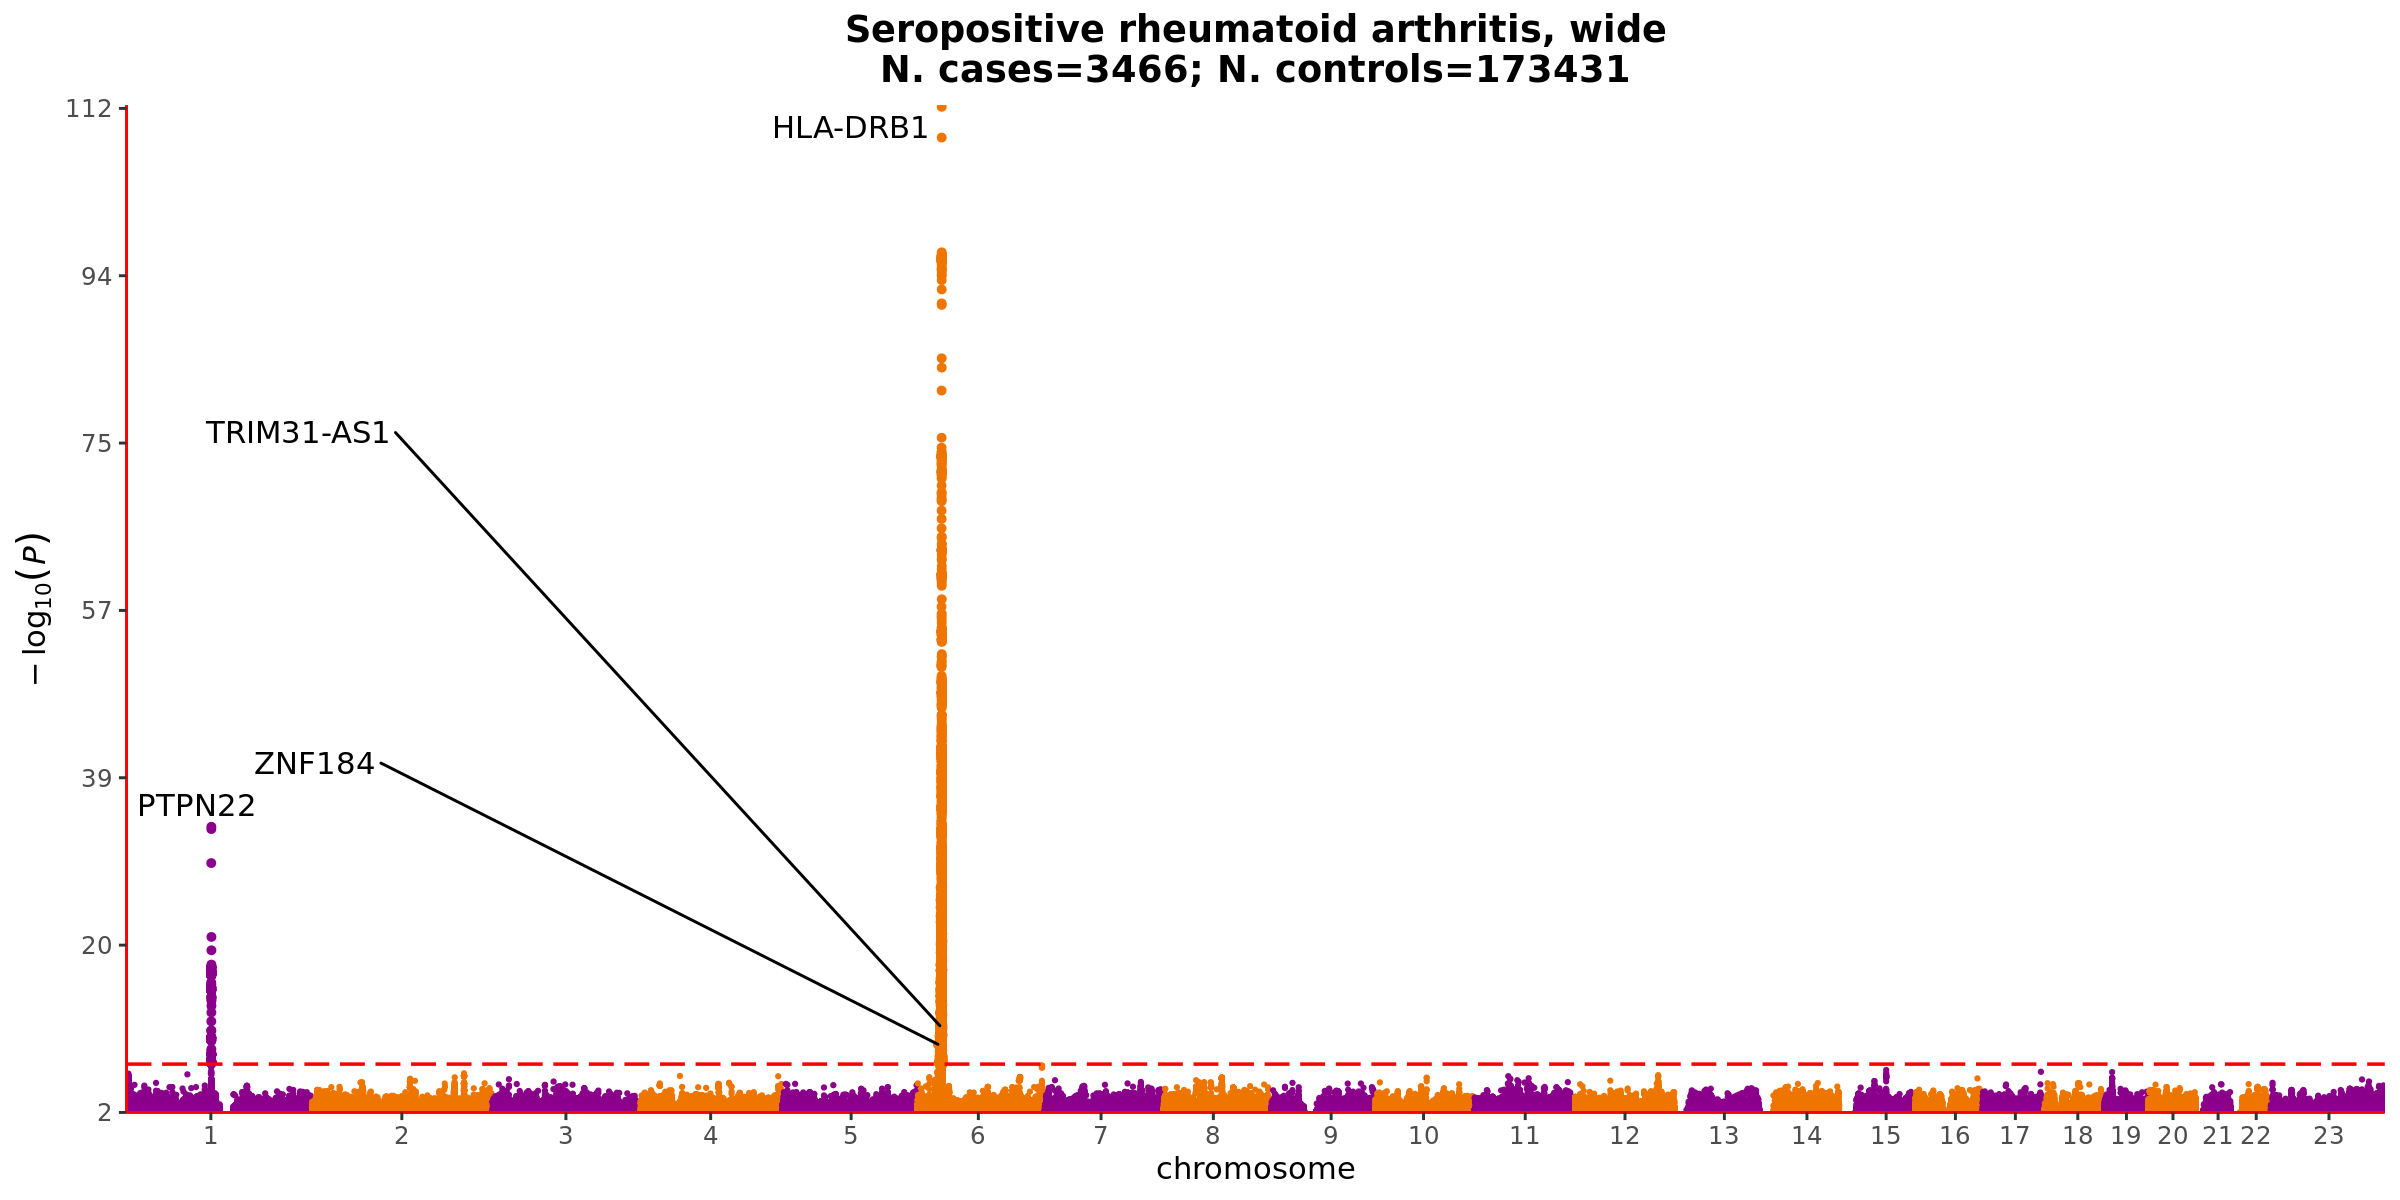 Seropositive rheumatoid arthritis, wide
N. cases=3466; N. controls=173431
112
94
75
57
39
20
2
−log₁₀(P)
HLA-DRB1
TRIM31-AS1
ZNF184
PTPN22
1 2 3 4 5 6 7 8 9 10 11 12 13 14 15 16 17 18 19 20 21 22 23
chromosome